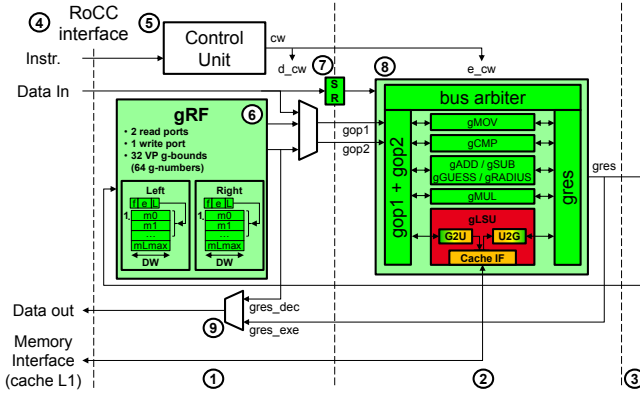 ④ RoCC interface
⑤
Control Unit
cw
Instr.
d_cw
e_cw
⑦
⑧
Data In
S R
bus arbiter
gRF
⑥
• 2 read ports
• 1 write port
• 32 VP g-bounds
(64 g-numbers)
gop1
gop2
gop1 + gop2
gMOV
gCMP
gADD / gSUB
gGUESS / gRADIUS
gMUL
gres
gres
Left
Right
f e L
f e L
1.
m0
m1
...
mLmax
DW
1.
m0
m1
...
mLmax
DW
gLSU
G2U
U2G
Cache IF
Data out
gres_dec
⑨
gres_exe
Memory
Interface
(cache L1)
①
②
③